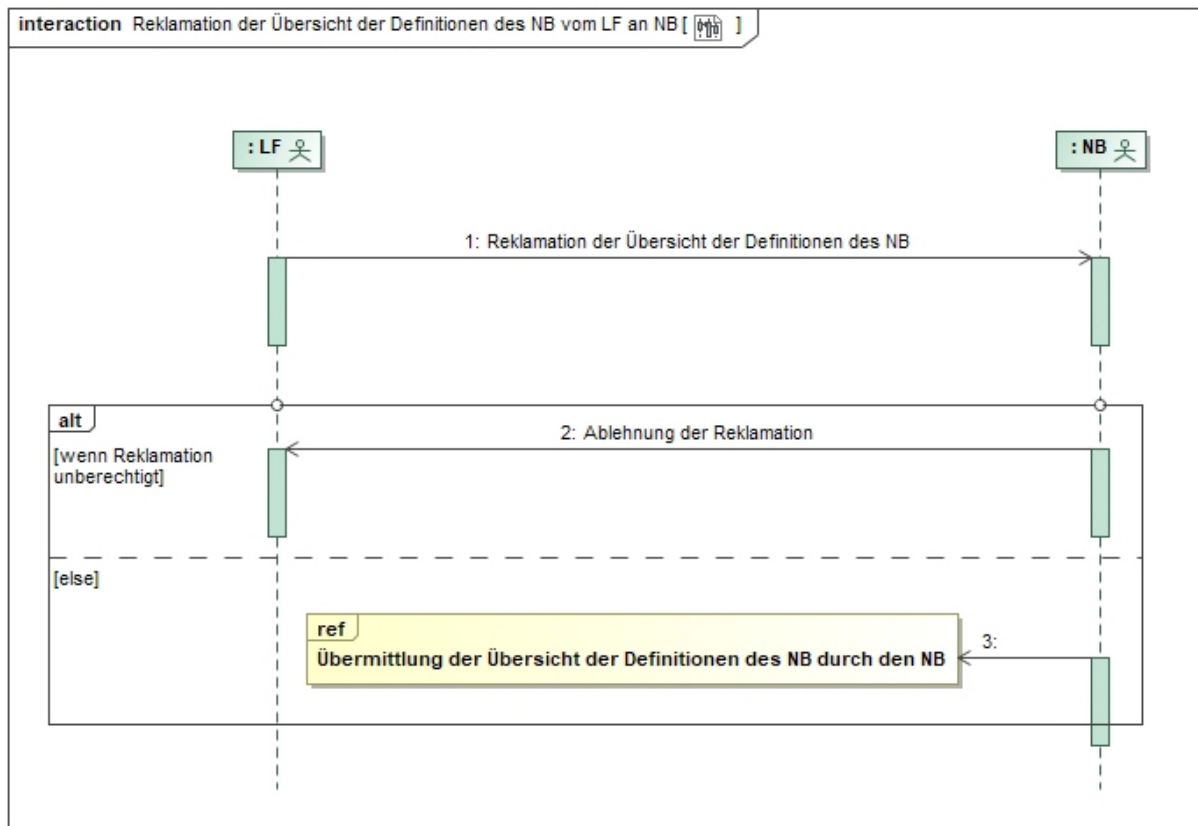 interaction Reklamation der Übersicht der Definitionen des NB vom LF an NB [ ]
: LF
: NB
1: Reklamation der Übersicht der Definitionen des NB
alt
2: Ablehnung der Reklamation
[wenn Reklamation
unberechtigt]
[else]
ref
3:
Übermittlung der Übersicht der Definitionen des NB durch den NB